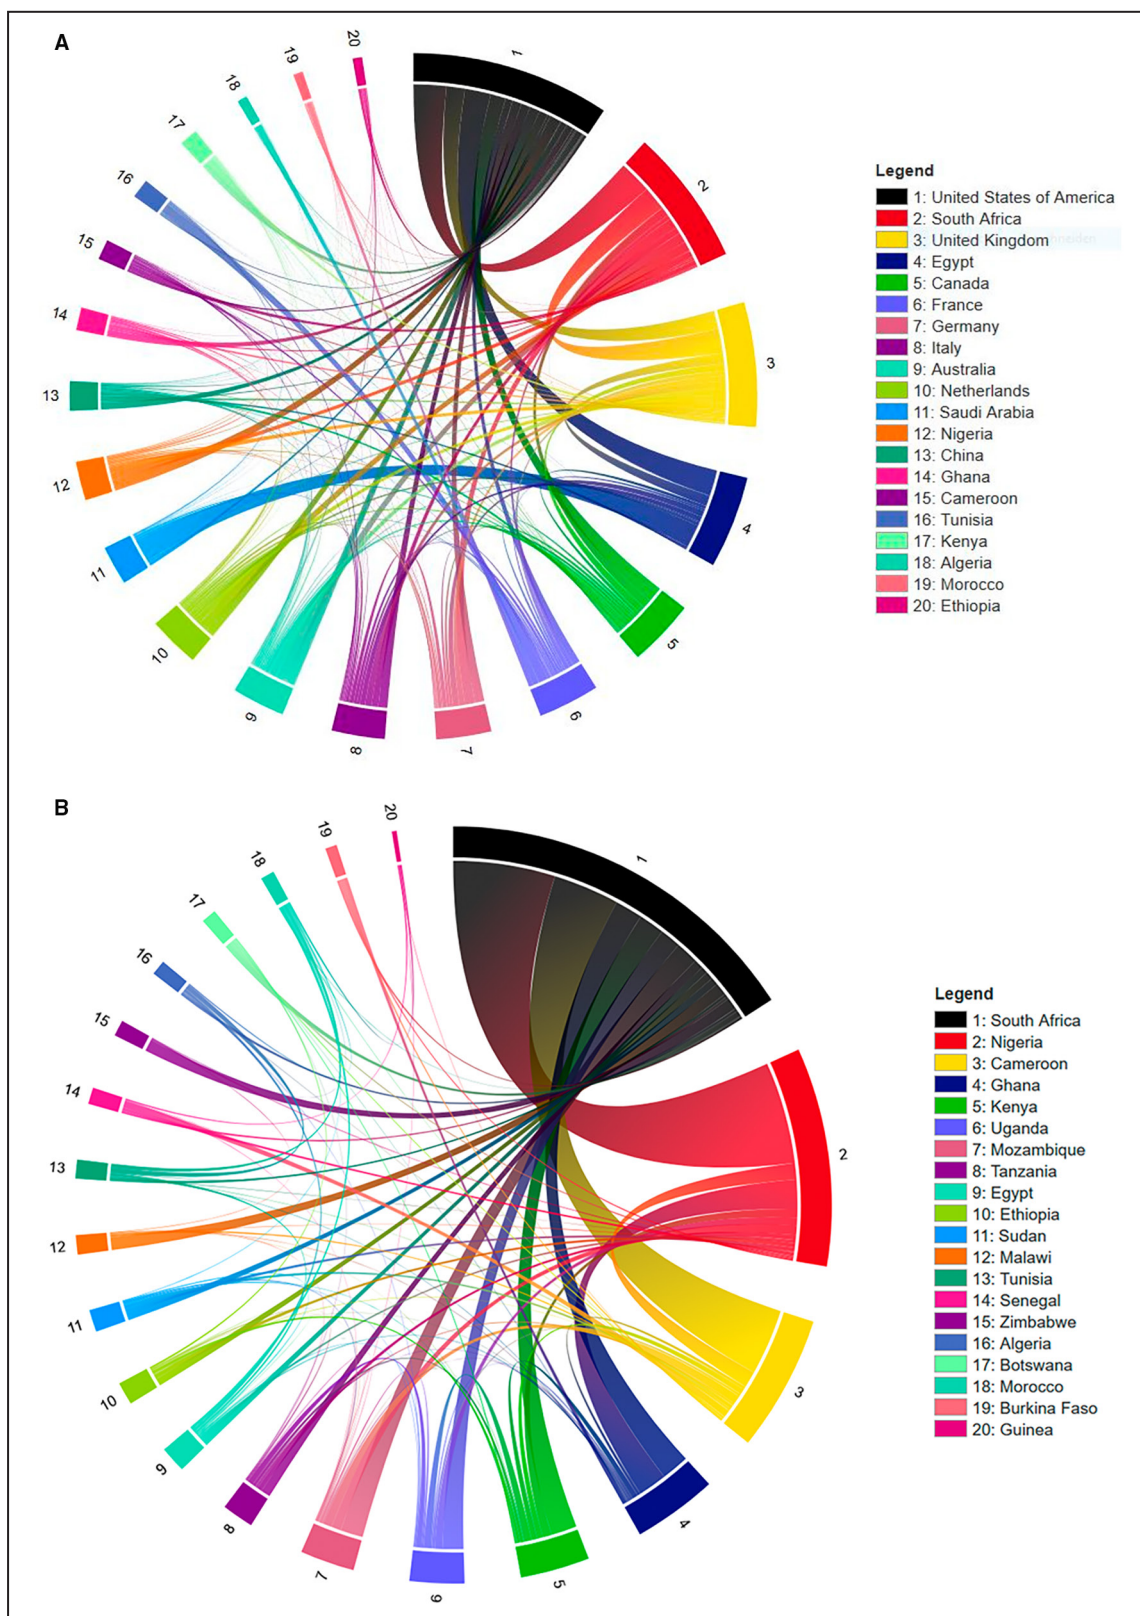 A
1
2
3
4
5
6
7
8
9
10
11
12
13
14
15
16
17
18
19
20
Legend
1: United States of America
2: South Africa
3: United Kingdom
4: Egypt
5: Canada
6: France
7: Germany
8: Italy
9: Australia
10: Netherlands
11: Saudi Arabia
12: Nigeria
13: China
14: Ghana
15: Cameroon
16: Tunisia
17: Kenya
18: Algeria
19: Morocco
20: Ethiopia
B
1
2
3
4
5
6
7
8
9
10
11
12
13
14
15
16
17
18
19
20
Legend
1: South Africa
2: Nigeria
3: Cameroon
4: Ghana
5: Kenya
6: Uganda
7: Mozambique
8: Tanzania
9: Egypt
10: Ethiopia
11: Sudan
12: Malawi
13: Tunisia
14: Senegal
15: Zimbabwe
16: Algeria
17: Botswana
18: Morocco
19: Burkina Faso
20: Guinea